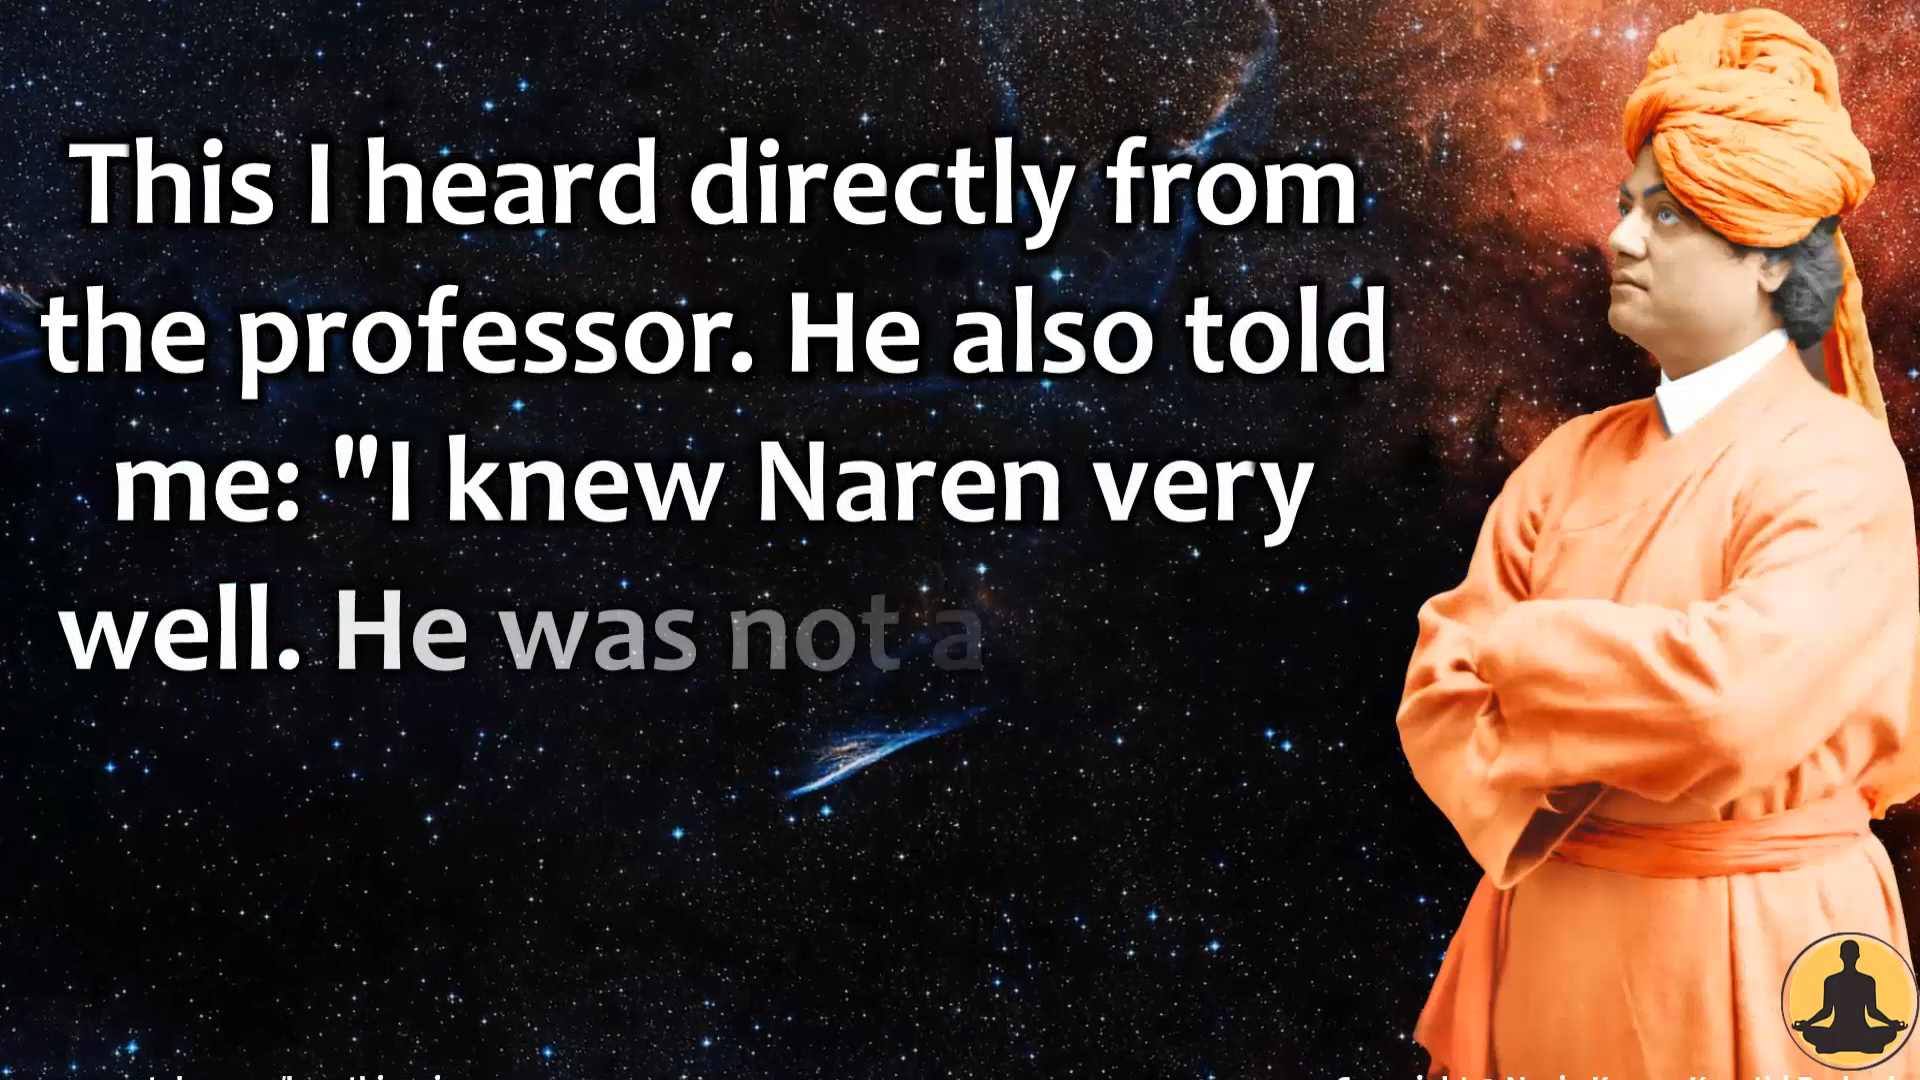 This I heard directly from
the professor. He also told
me: "I knew Naren very
well. He was not a